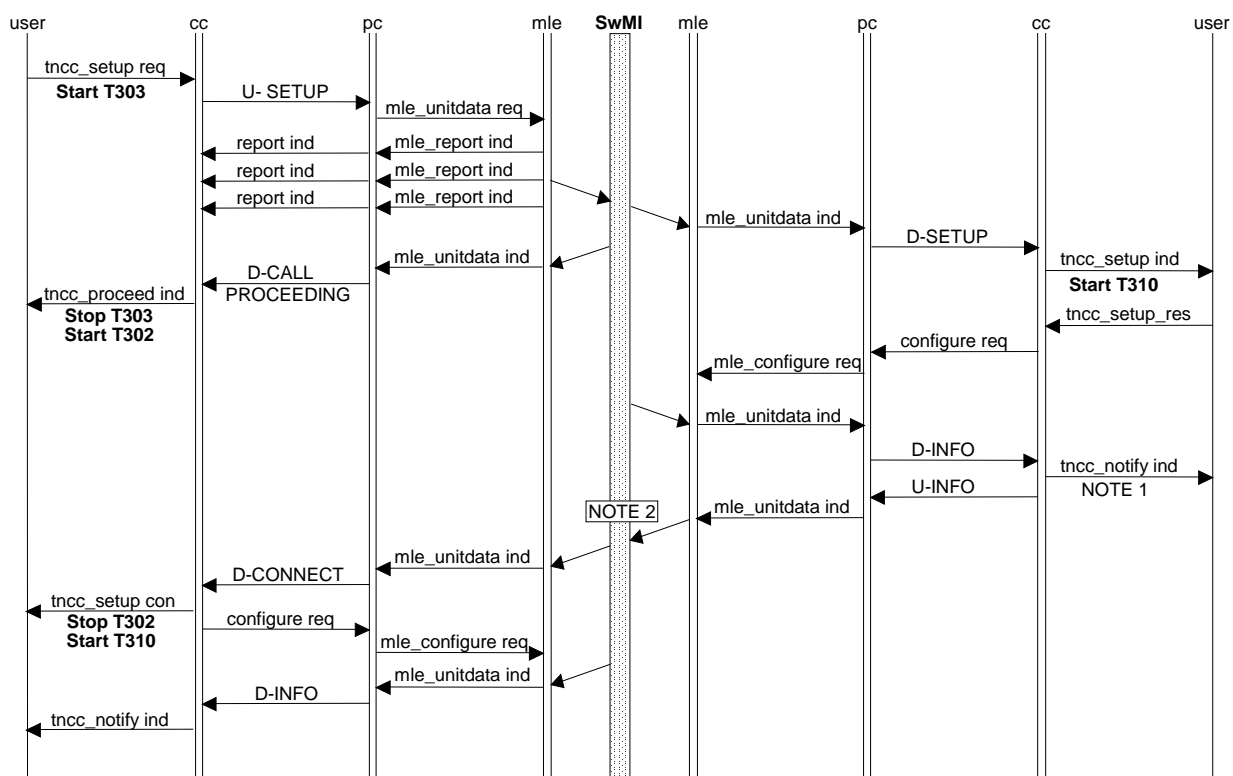 user cc pc mle SwMI mle pc cc user
tncc_setup req
Start T303
U- SETUP
mle_unitdata req
report ind mle_report ind
report ind mle_report ind
report ind mle_report ind
mle_unitdata ind
D-SETUP
mle_unitdata ind
tncc_setup ind
D-CALL
PROCEEDING
Start T310
tncc_proceed ind
Stop T303
Start T302
tncc_setup_res
configure req
mle_configure req
mle_unitdata ind
D-INFO
tncc_notify ind
NOTE 1
U-INFO
mle_unitdata ind
NOTE 2
mle_unitdata ind
D-CONNECT
tncc_setup con
Stop T302
Start T310
configure req
mle_configure req
mle_unitdata ind
D-INFO
tncc_notify ind